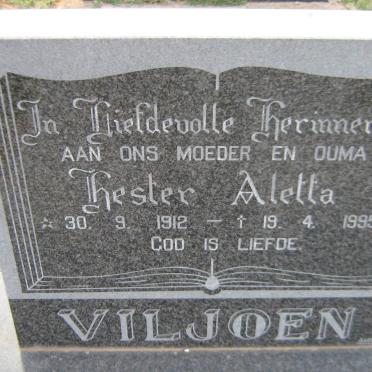 In Liefdevolle Herinner
AAN ONS MOEDER EN OUMA
Hester Aletta
☆ 30. 9. 1912 – † 19. 4. 1995
GOD IS LIEFDE.
VILJOEN